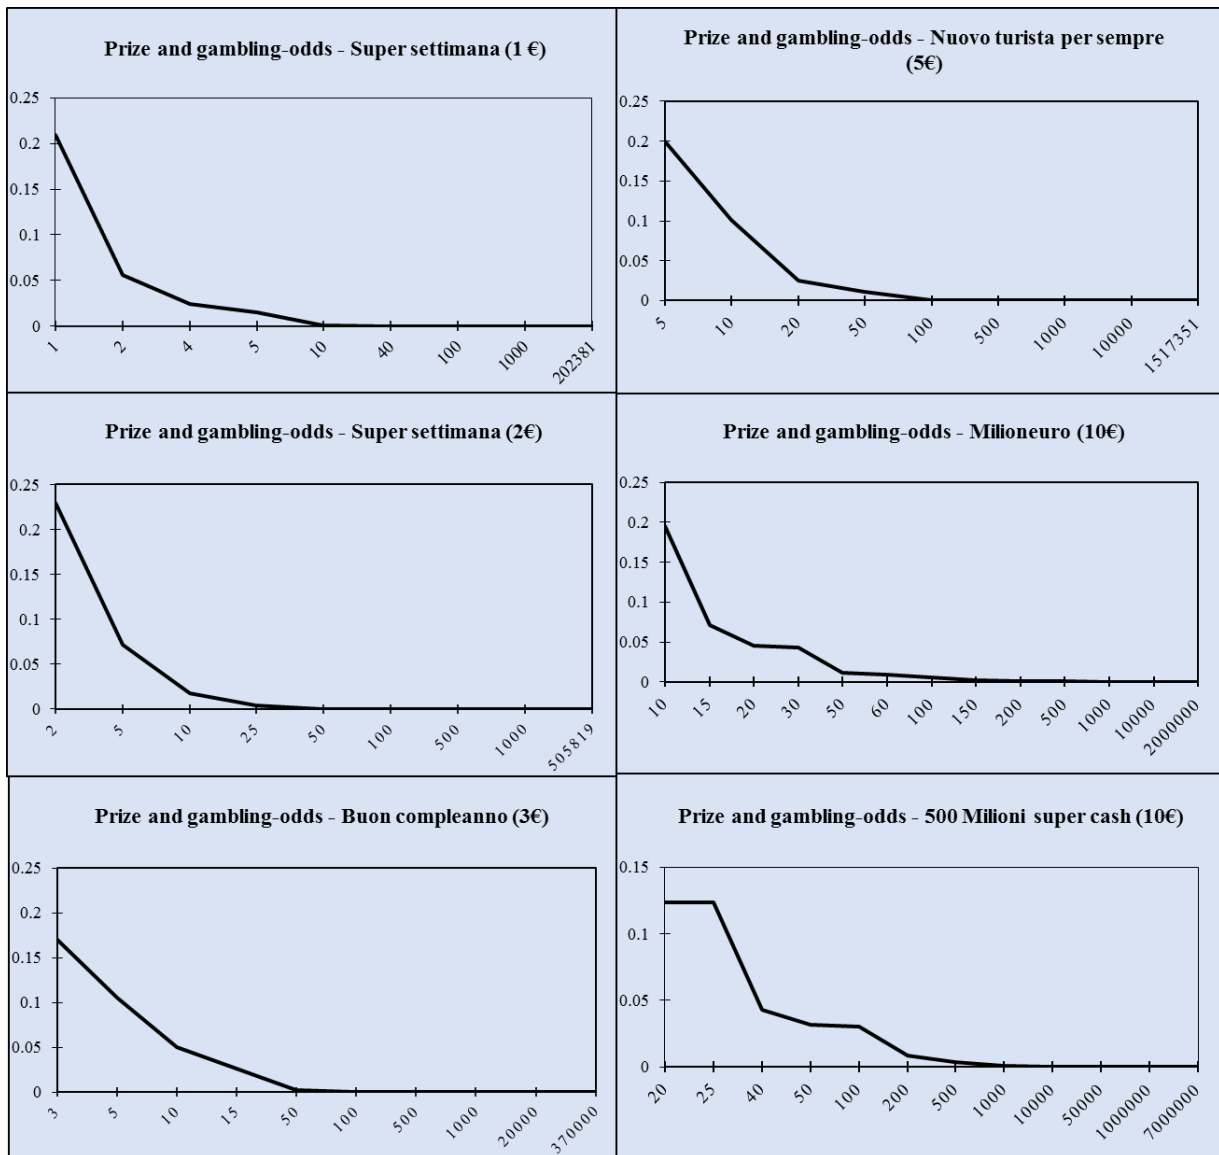 Prize and gambling-odds - Super settimana (1 €)
0.25
0.2
0.15
0.1
0.05
0
1 2 4 5 10 40 100 1000 202381
Prize and gambling-odds - Nuovo turista per sempre
(5€)
0.25
0.2
0.15
0.1
0.05
0
5 10 20 50 100 500 1000 10000 1517351
Prize and gambling-odds - Super settimana (2€)
0.25
0.2
0.15
0.1
0.05
0
2 5 10 25 50 100 500 1000 505819
Prize and gambling-odds - Milioneuro (10€)
0.25
0.2
0.15
0.1
0.05
0
10 15 20 30 50 60 100 150 200 500 1000 10000 2000000
Prize and gambling-odds - Buon compleanno (3€)
0.25
0.2
0.15
0.1
0.05
0
3 5 10 15 50 100 500 1000 20000 370000
Prize and gambling-odds - 500 Milioni super cash (10€)
0.15
0.1
0.05
0
20 25 40 50 100 200 500 1000 10000 50000 1000000 7000000